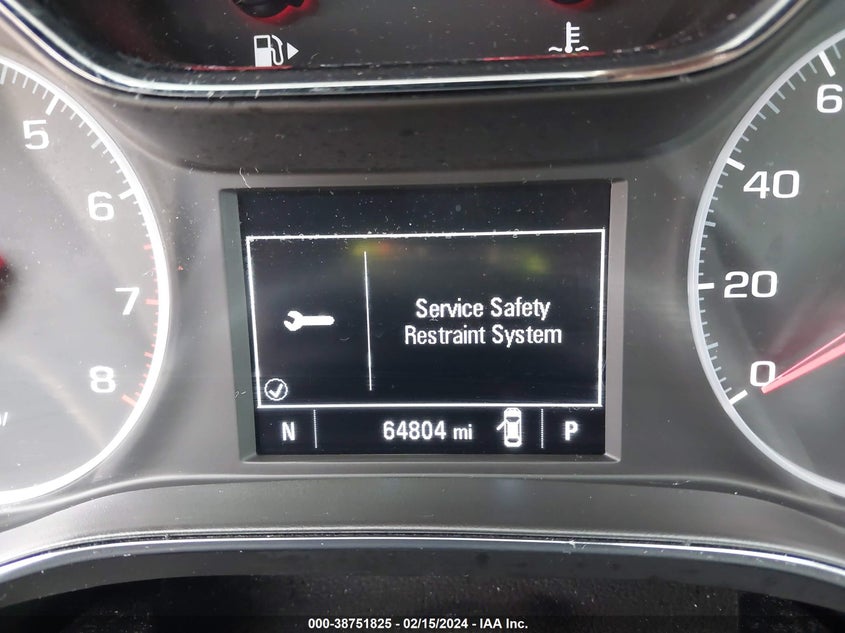 5
6
7
8
Service Safety
Restraint System
N
64804 mi
P
6
40
20
0
000-38751825 - 02/15/2024 - IAA Inc.